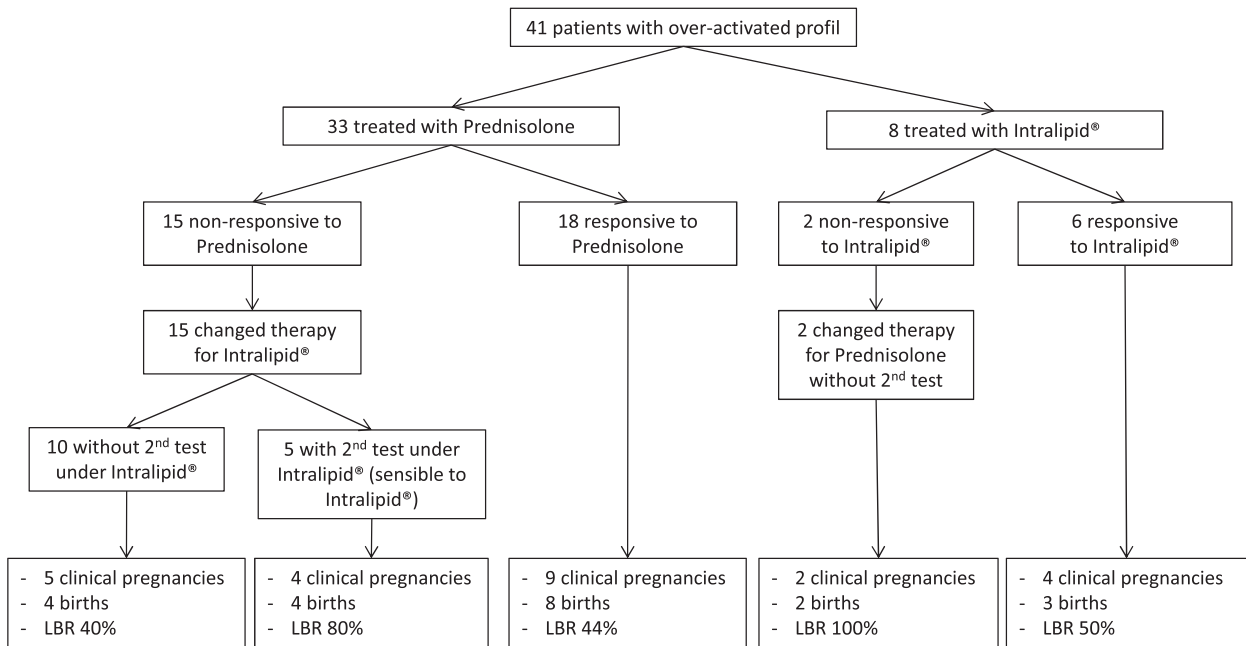 41 patients with over-activated profil
33 treated with Prednisolone
8 treated with Intralipid®
15 non-responsive to
Prednisolone
18 responsive to
Prednisolone
2 non-responsive
to Intralipid®
6 responsive
to Intralipid®
15 changed therapy
for Intralipid®
2 changed therapy
for Prednisolone
without 2nd test
10 without 2nd test
under Intralipid®
5 with 2nd test under
Intralipid® (sensible to
Intralipid®)
- 5 clinical pregnancies
- 4 births
- LBR 40%
- 4 clinical pregnancies
- 4 births
- LBR 80%
- 9 clinical pregnancies
- 8 births
- LBR 44%
- 2 clinical pregnancies
- 2 births
- LBR 100%
- 4 clinical pregnancies
- 3 births
- LBR 50%